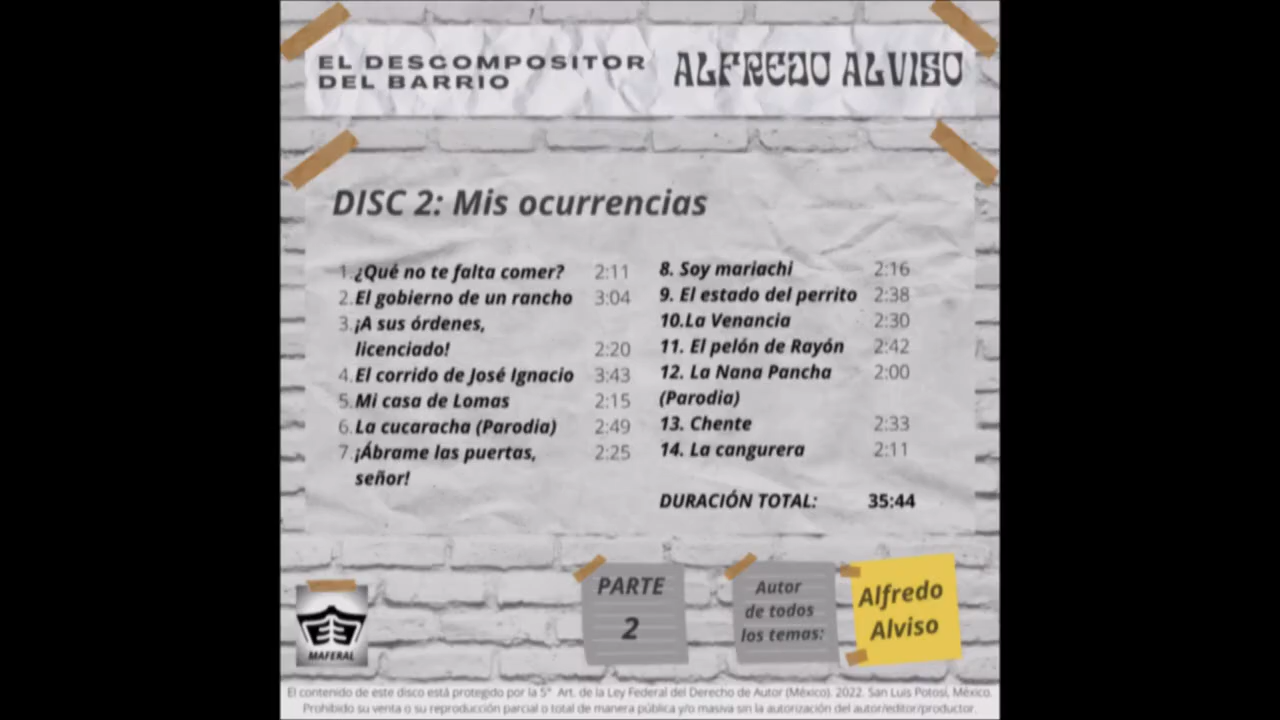 EL DESCOMPOSITOR
DEL BARRIO
ALFREDO ALVISO
DISC 2: Mis ocurrencias
1. ¿Qué no te falta comer? 2:11
2. El gobierno de un rancho 3:04
3. ¡A sus órdenes,
licenciado! 2:20
4. El corrido de José Ignacio 3:43
5. Mi casa de Lomas 2:15
6. La cucaracha (Parodia) 2:49
7. ¡Ábrame las puertas, 2:25
señor!
8. Soy mariachi 2:16
9. El estado del perrito 2:38
10.La Venancia 2:30
11. El pelón de Rayón 2:42
12. La Nana Pancha 2:00
(Parodia)
13. Chente 2:33
14. La cangurera 2:11
DURACIÓN TOTAL: 35:44
MAFERAL
PARTE
2
Autor
de todos
los temas:
Alfredo
Alviso
El contenido de este disco está protegido por la 5° Art. de la Ley Federal del Derecho de Autor (México). 2022. San Luis Potosí, México.
Prohibido su venta o su reproducción parcial o total de manera pública y/o masiva sin la autorización del autor/editor/productor.